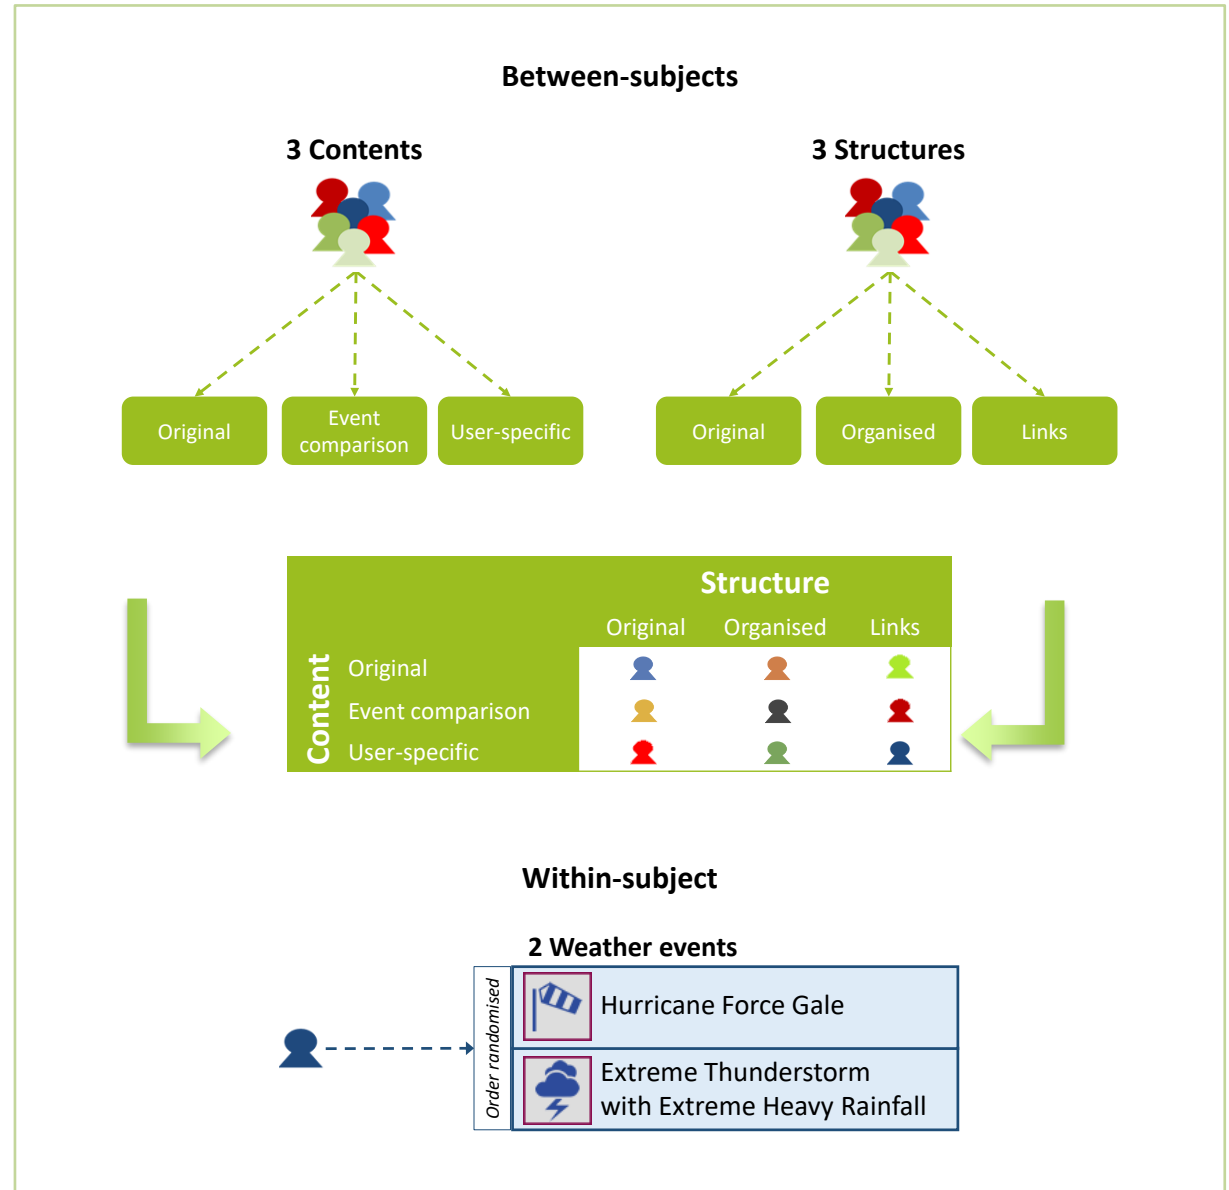 Between-subjects
3 Contents
3 Structures
Original
Event
comparison
User-specific
Original
Organised
Links
Structure
Original Organised Links
Content
Original
Event comparison
User-specific
Within-subject
2 Weather events
Order randomised
Hurricane Force Gale
Extreme Thunderstorm
with Extreme Heavy Rainfall